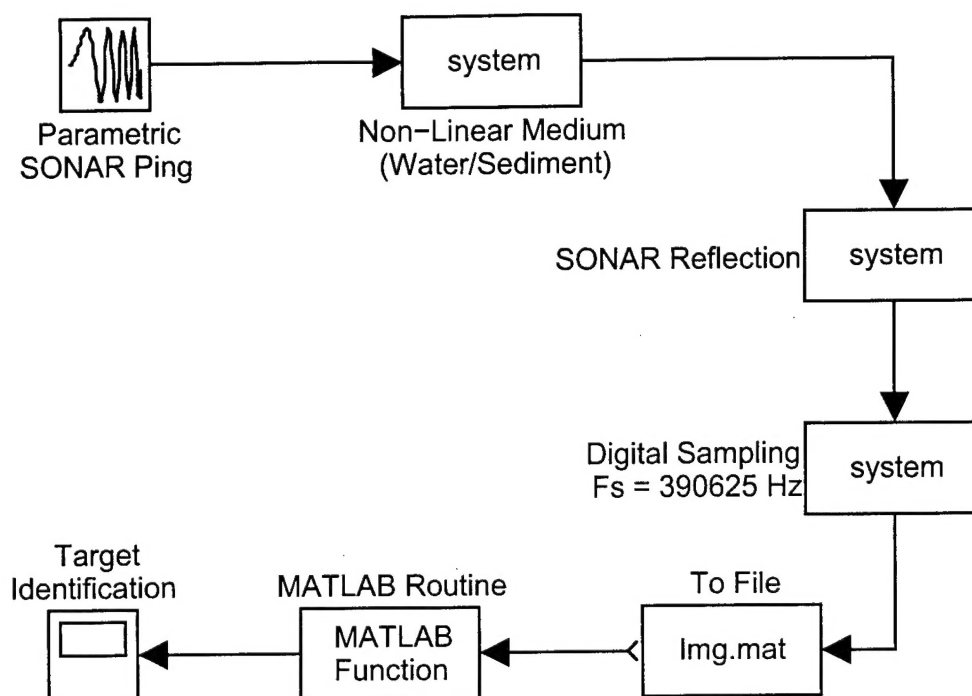 Parametric
SONAR Ping
system
Non−Linear Medium
(Water/Sediment)
SONAR Reflection
system
Digital Sampling
Fs = 390625 Hz
system
To File
Img.mat
MATLAB Routine
MATLAB
Function
Target
Identification